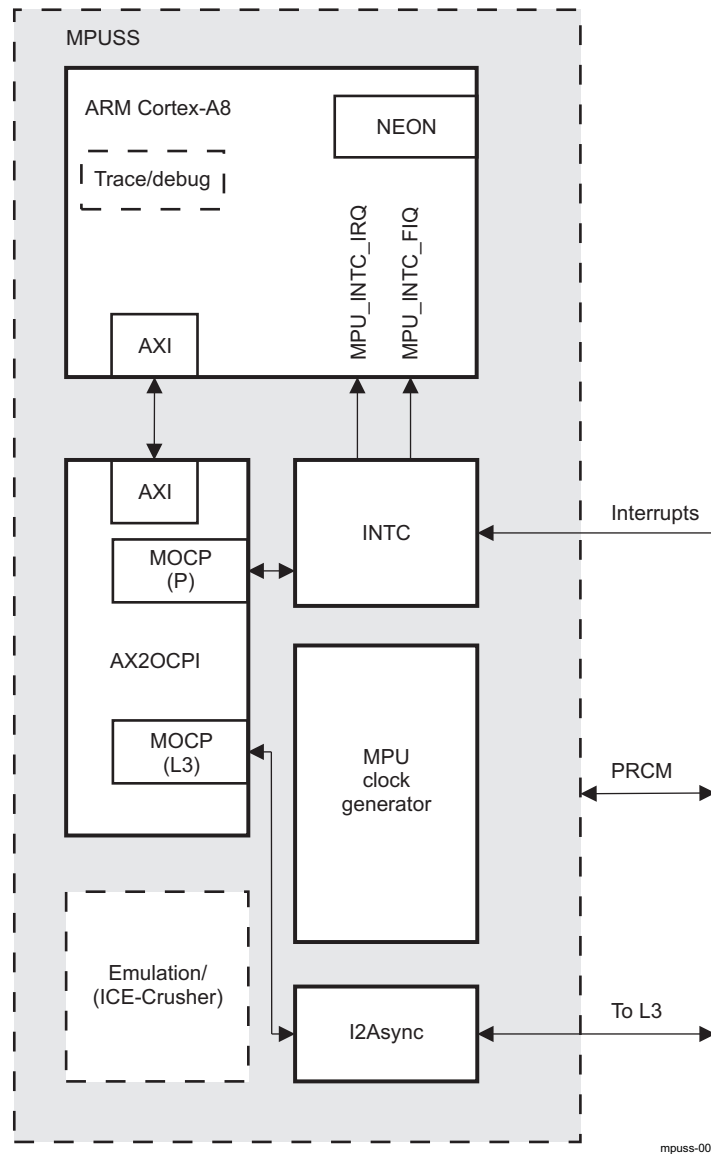 MPUSS
ARM Cortex-A8
NEON
Trace/debug
MPU_INTC_IRQ
MPU_INTC_FIQ
AXI
AXI
INTC
Interrupts
MOCP
(P)
AX2OCPI
MOCP
(L3)
MPU
clock
generator
PRCM
Emulation/
(ICE-Crusher)
I2Async
To L3
mpuss-00